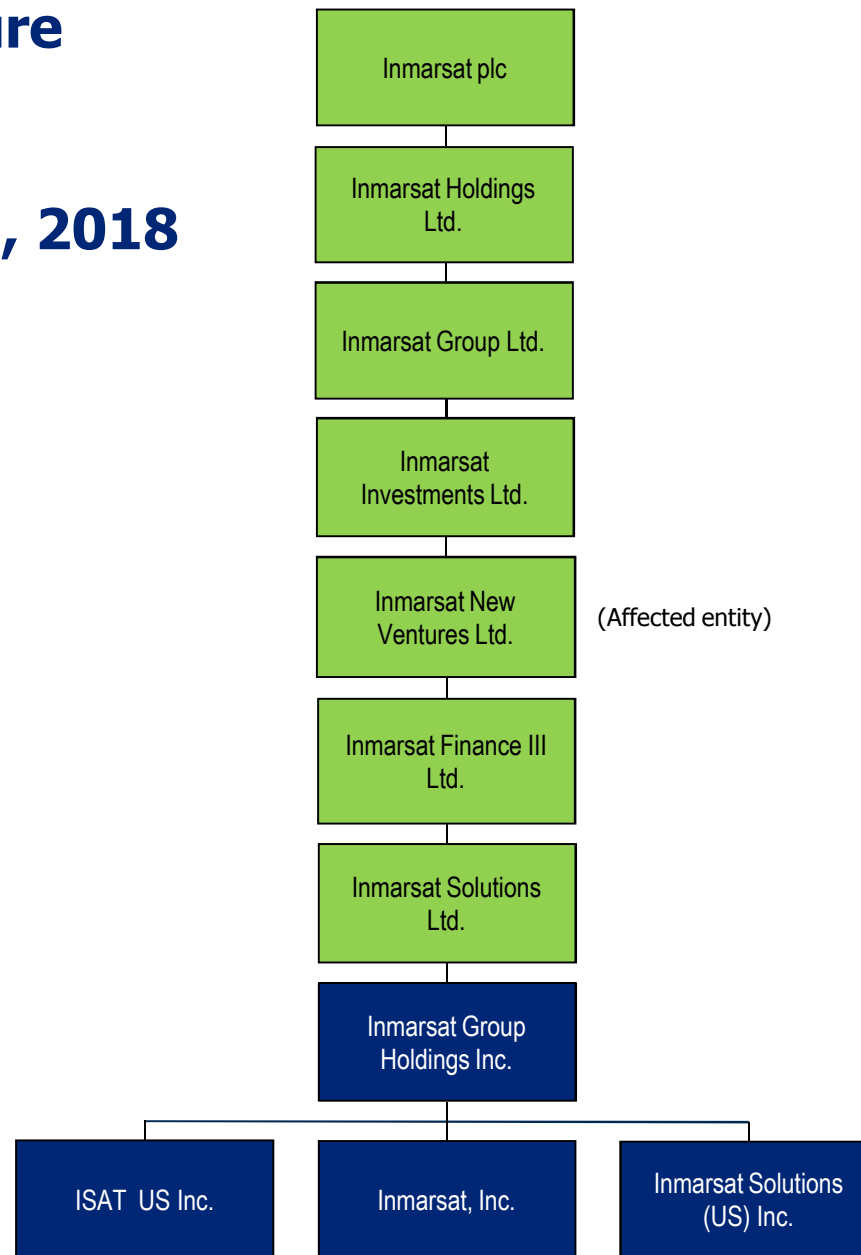 ure
, 2018
Inmarsat plc
Inmarsat Holdings
Ltd.
Inmarsat Group Ltd.
Inmarsat
Investments Ltd.
Inmarsat New
Ventures Ltd.
(Affected entity)
Inmarsat Finance III
Ltd.
Inmarsat Solutions
Ltd.
Inmarsat Group
Holdings Inc.
ISAT US Inc.
Inmarsat, Inc.
Inmarsat Solutions
(US) Inc.